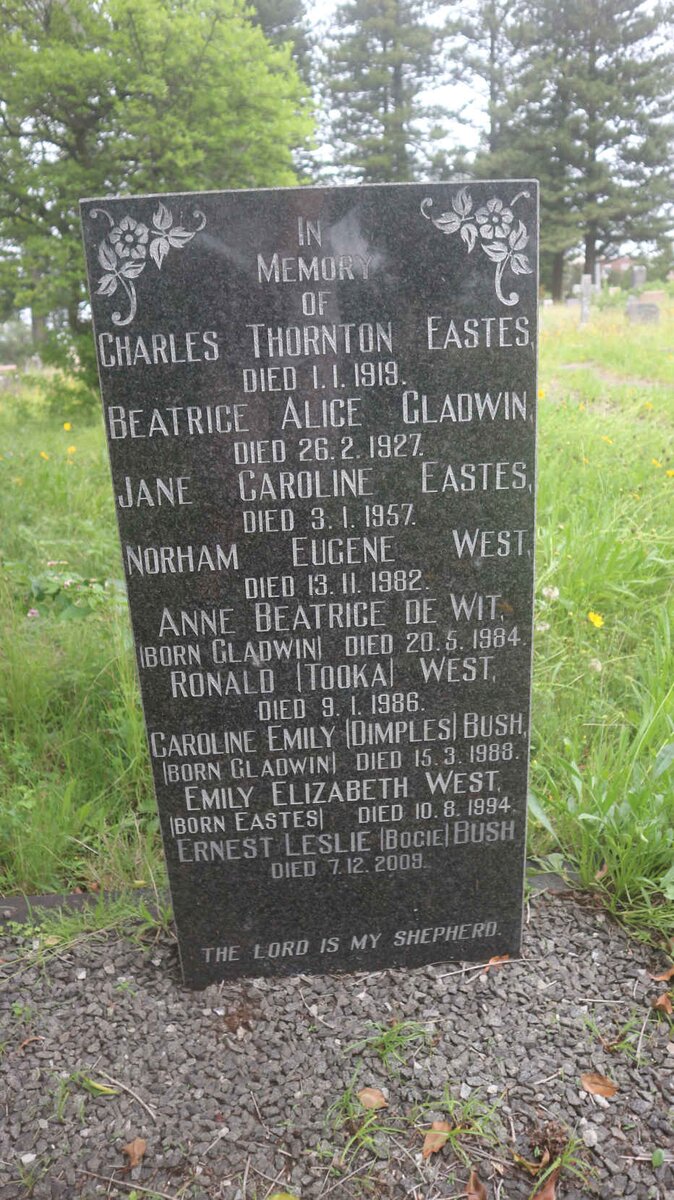 IN
MEMORY
OF
CHARLES THORNTON EASTES,
DIED 1.1.1919.
BEATRICE ALICE GLADWIN,
DIED 26.2.1927.
JANE CAROLINE EASTES,
DIED 3.1.1957.
NORHAM EUGENE WEST,
DIED 13.11.1982.
ANNE BEATRICE DE WIT,
(BORN GLADWIN) DIED 20.5.1984.
RONALD (TOOKA) WEST,
DIED 9.1.1986.
CAROLINE EMILY (DIMPLES) BUSH,
(BORN GLADWIN) DIED 15.3.1988.
EMILY ELIZABETH WEST,
(BORN EASTES) DIED 10.8.1994.
ERNEST LESLIE (BOGIE) BUSH
DIED 7.12.2009.
THE LORD IS MY SHEPHERD.